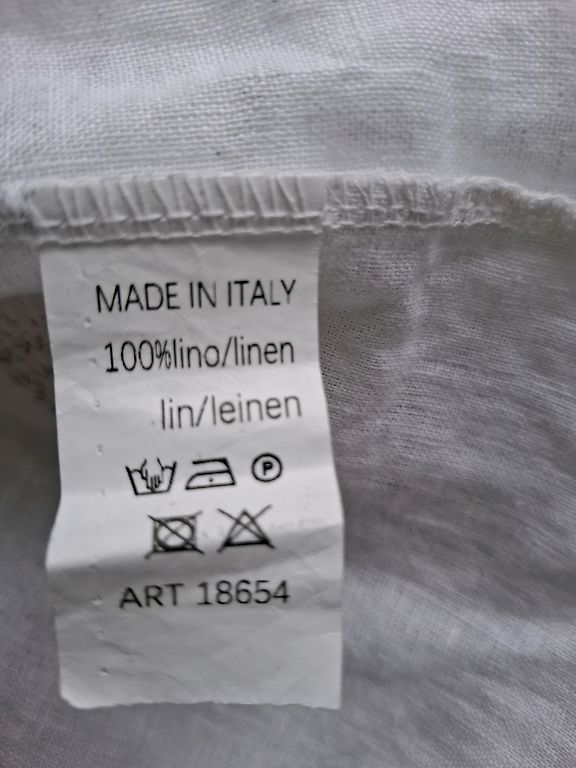 MADE IN ITALY
100%lino/linen
lin/leinen
P
ART 18654